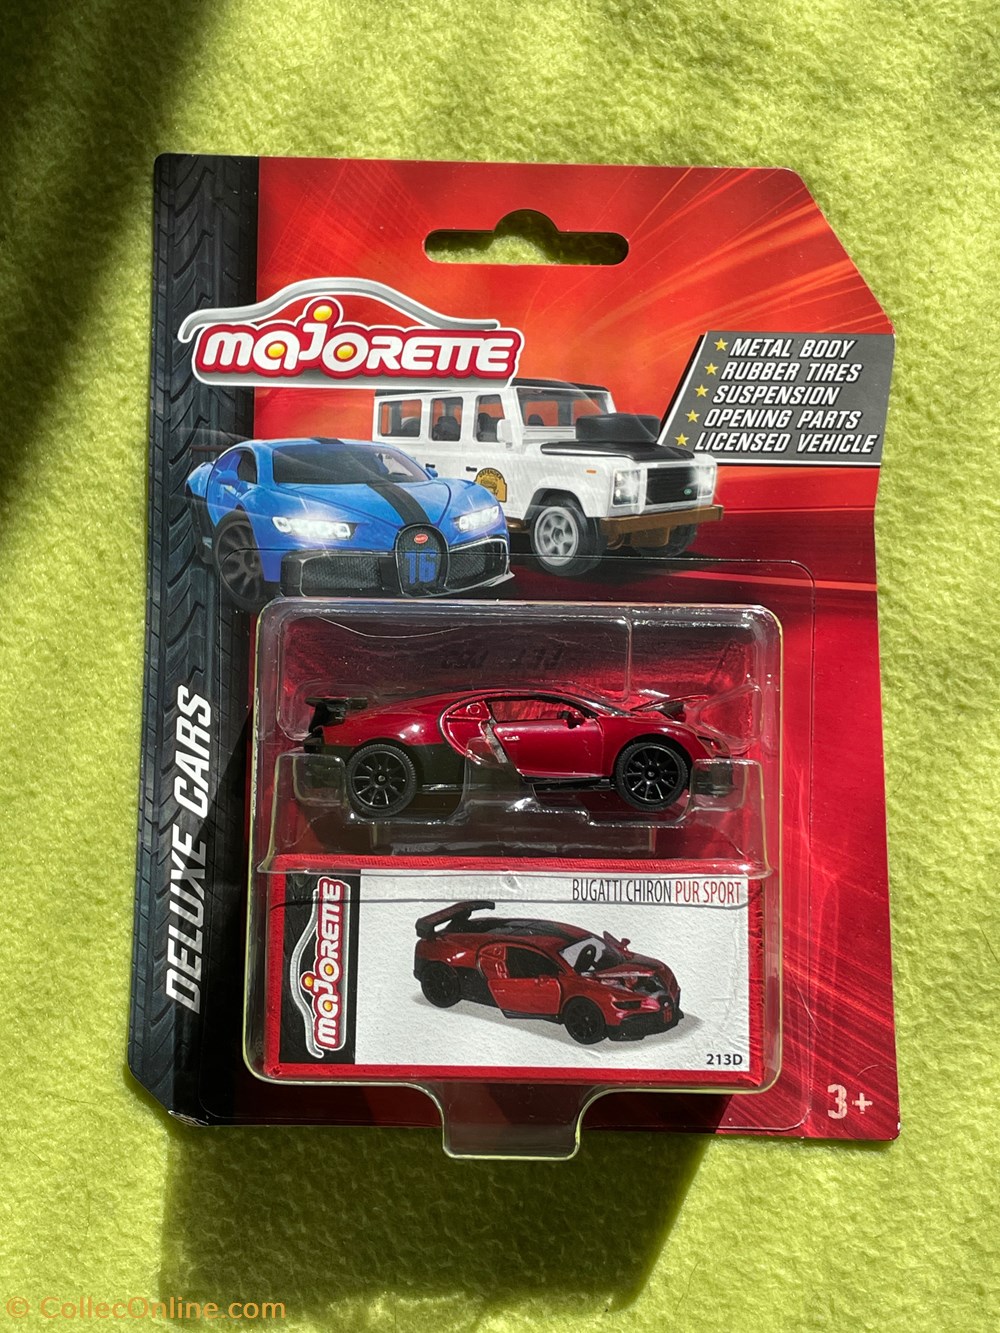 MAJORETTE
★ METAL BODY
★ RUBBER TIRES
★ SUSPENSION
★ OPENING PARTS
★ LICENSED VEHICLE
16
DELUXE CARS
BUGATTI CHIRON PUR SPORT
MAJORETTE
16
213D
3+
© CollecOnline.com